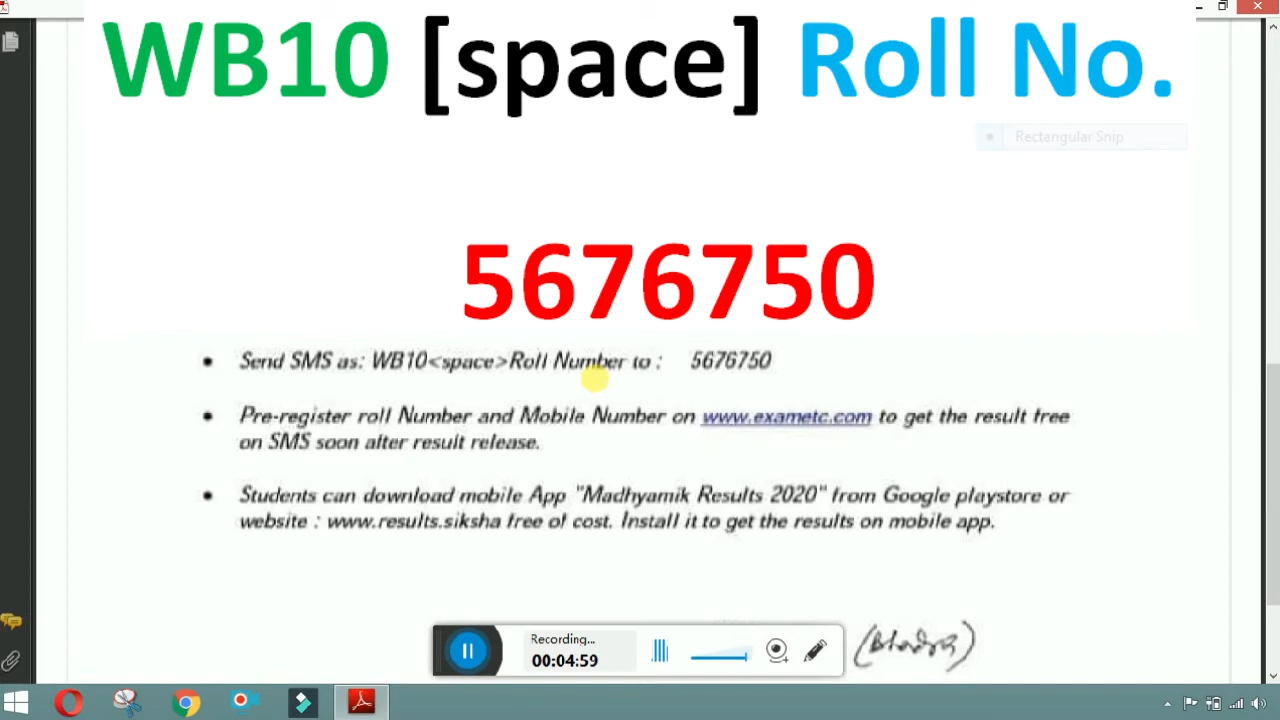 WB10 [space] Roll No.
Rectangular Snip
5676750
• Send SMS as: WB10<space>Roll Number to : 5676750
• Pre-register roll Number and Mobile Number on www.exametc.com to get the result free
on SMS soon after result release.
• Students can download mobile App "Madhyamik Results 2020" from Google playstore or
website : www.results.siksha free of cost. Install it to get the results on mobile app.
Recording...
00:04:59